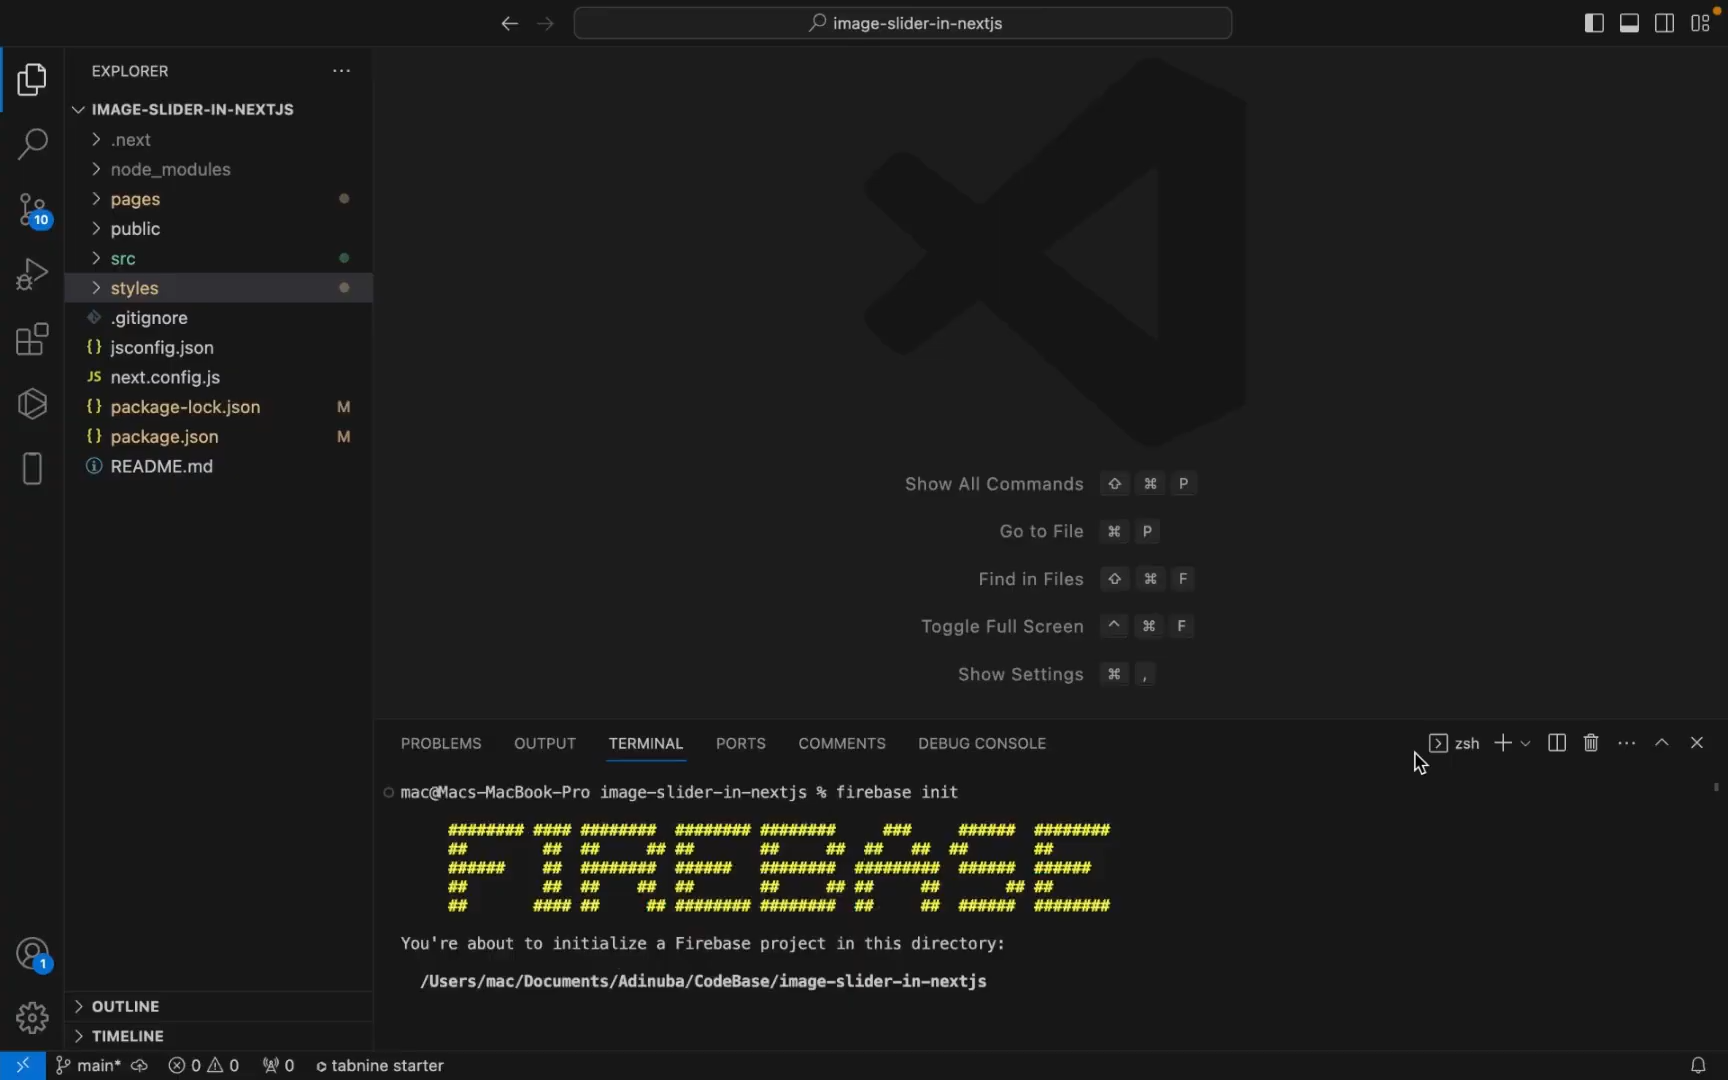 image-slider-in-nextjs
EXPLORER
IMAGE-SLIDER-IN-NEXTJS
.next
node_modules
pages
public
10
src
styles
.gitignore
{} jsconfig.json
JS next.config.js
{} package-lock.json M
{} package.json M
README.md
Show All Commands ⇧ ⌘ P
Go to File ⌘ P
Find in Files ⇧ ⌘ F
Toggle Full Screen ^ ⌘ F
Show Settings ⌘ ,
PROBLEMS OUTPUT TERMINAL PORTS COMMENTS DEBUG CONSOLE zsh
mac@Macs-MacBook-Pro image-slider-in-nextjs % firebase init
FIREBASE
You're about to initialize a Firebase project in this directory:
/Users/mac/Documents/Adinuba/CodeBase/image-slider-in-nextjs
1
OUTLINE
TIMELINE
main* 0 0 0 tabnine starter